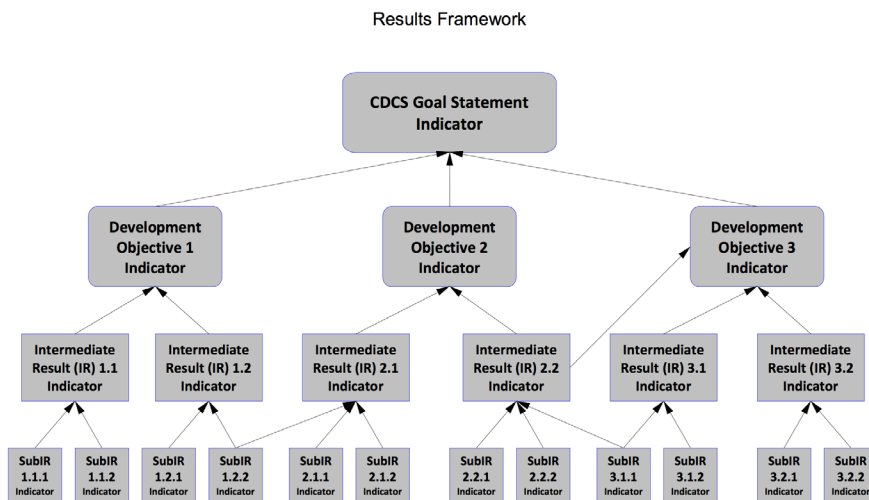 Results Framework
CDCS Goal Statement
Indicator
Development
Objective 1
Indicator
Development
Objective 2
Indicator
Development
Objective 3
Indicator
Intermediate
Result (IR) 1.1
Indicator
Intermediate
Result (IR) 1.2
Indicator
Intermediate
Result (IR) 2.1
Indicator
Intermediate
Result (IR) 2.2
Indicator
Intermediate
Result (IR) 3.1
Indicator
Intermediate
Result (IR) 3.2
Indicator
SubIR
1.1.1
Indicator
SubIR
1.1.2
Indicator
SubIR
1.2.1
Indicator
SubIR
1.2.2
Indicator
SubIR
2.1.1
Indicator
SubIR
2.1.2
Indicator
SubIR
2.2.1
Indicator
SubIR
2.2.2
Indicator
SubIR
3.1.1
Indicator
SubIR
3.1.2
Indicator
SubIR
3.2.1
Indicator
SubIR
3.2.2
Indicator